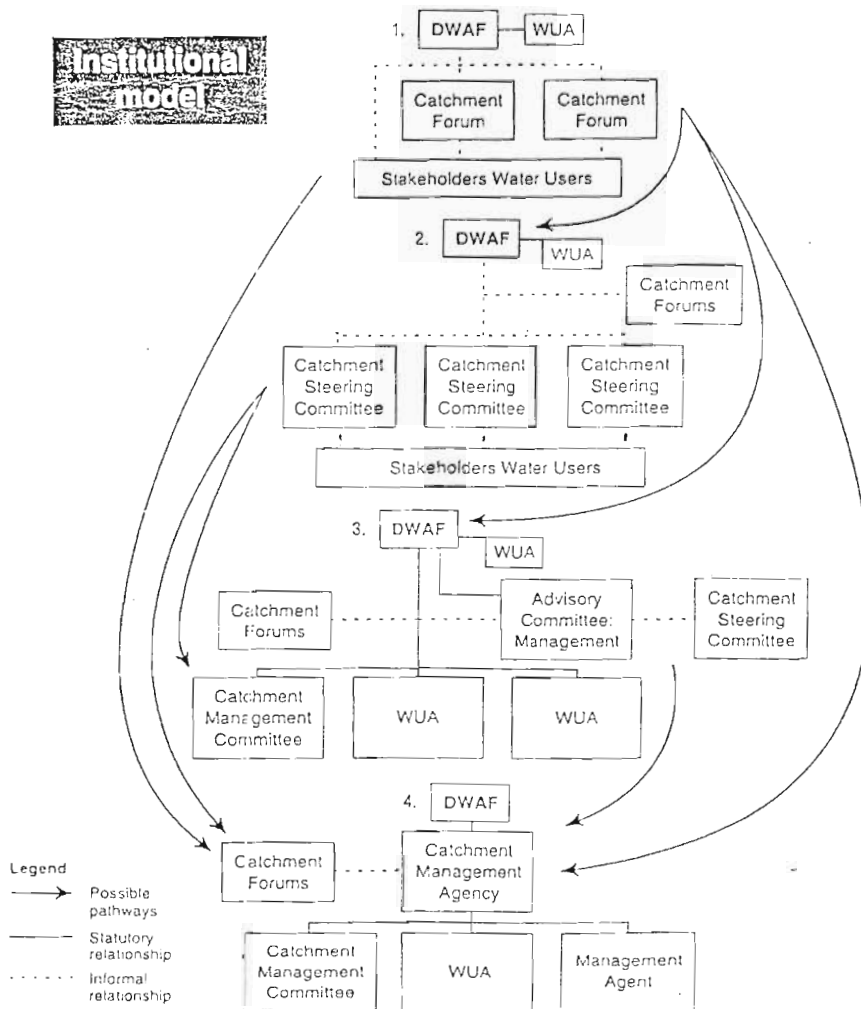 Institutional
model
1. DWAF WUA
Catchment
Forum
Catchment
Forum
Stakeholders Water Users
2. DWAF
WUA
Catchment
Forums
Catchment
Steering
Committee
Catchment
Steering
Committee
Catchment
Steering
Committee
Stakeholders Water Users
3. DWAF
WUA
Catchment
Forums
Advisory
Committee:
Management
Catchment
Steering
Committee
Catchment
Management
Committee
WUA
WUA
4. DWAF
Catchment
Forums
Catchment
Management
Agency
Catchment
Management
Committee
WUA
Management
Agent
Legend
Possible
pathways
Statutory
relationship
Informal
relationship